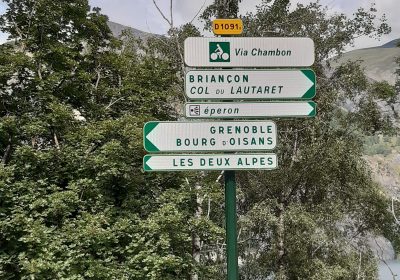 D1091
Via Chambon
BRIANÇON
COL DU LAUTARET
éperon
GRENOBLE
BOURG D'OISANS
LES DEUX ALPES